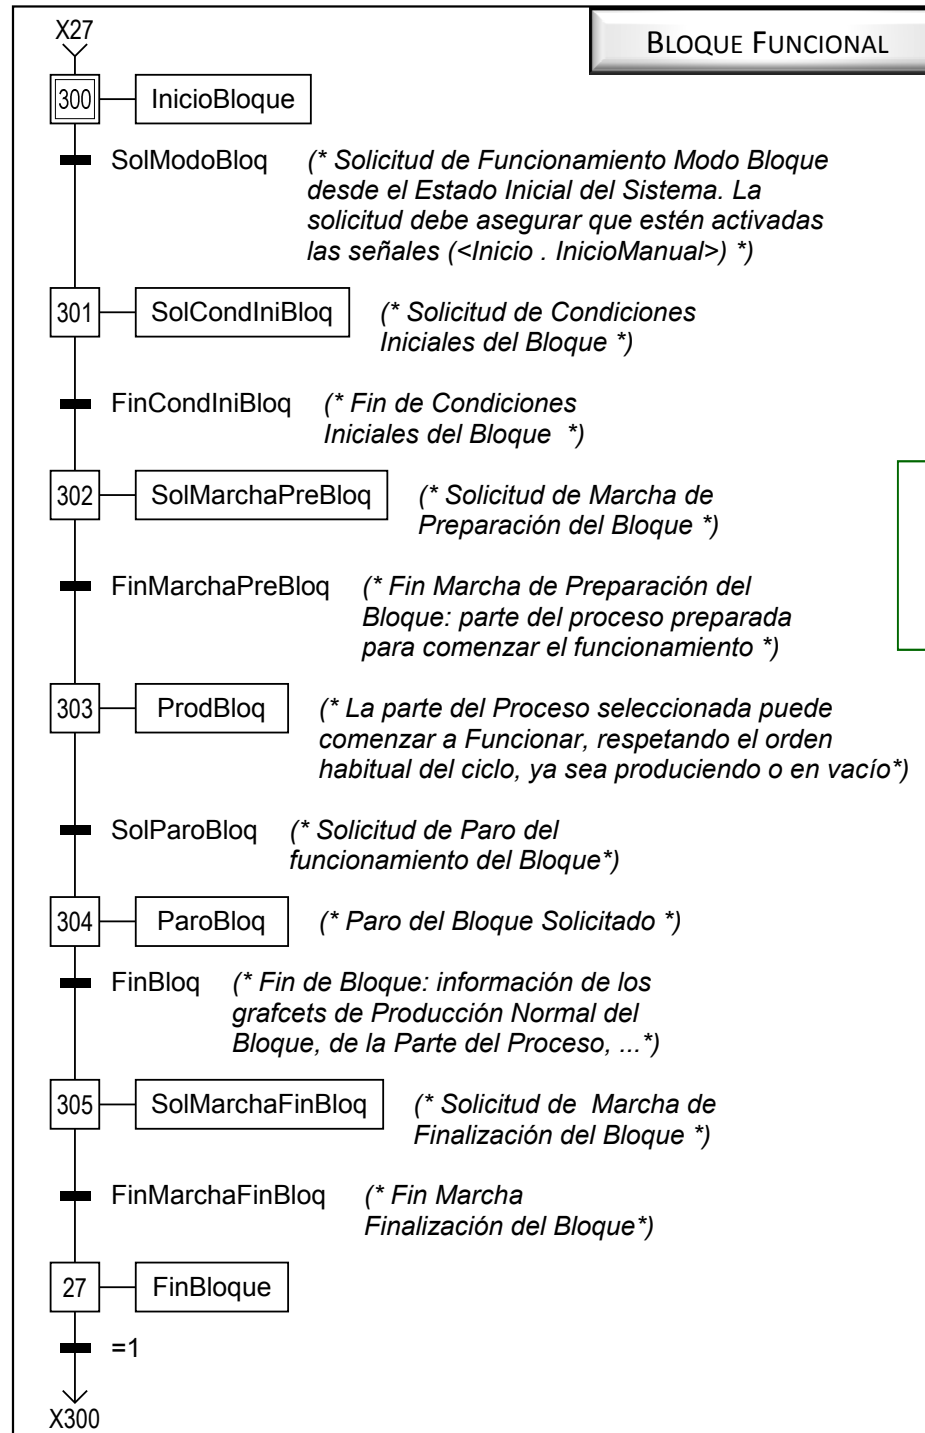 X27
BLOQUE FUNCIONAL
300 InicioBloque
SolModoBloq (* Solicitud de Funcionamiento Modo Bloque
desde el Estado Inicial del Sistema. La
solicitud debe asegurar que estén activadas
las señales (<Inicio . InicioManual>) *)
301 SolCondIniBloq (* Solicitud de Condiciones
Iniciales del Bloque *)
FinCondIniBloq (* Fin de Condiciones
Iniciales del Bloque *)
302 SolMarchaPreBloq (* Solicitud de Marcha de
Preparación del Bloque *)
FinMarchaPreBloq (* Fin Marcha de Preparación del
Bloque: parte del proceso preparada
para comenzar el funcionamiento *)
303 ProdBloq (* La parte del Proceso seleccionada puede
comenzar a Funcionar, respetando el orden
habitual del ciclo, ya sea produciendo o en vacío*)
SolParoBloq (* Solicitud de Paro del
funcionamiento del Bloque*)
304 ParoBloq (* Paro del Bloque Solicitado *)
FinBloq (* Fin de Bloque: información de los
grafcets de Producción Normal del
Bloque, de la Parte del Proceso, ...*)
305 SolMarchaFinBloq (* Solicitud de Marcha de
Finalización del Bloque *)
FinMarchaFinBloq (* Fin Marcha
Finalización del Bloque*)
27 FinBloque
=1
X300